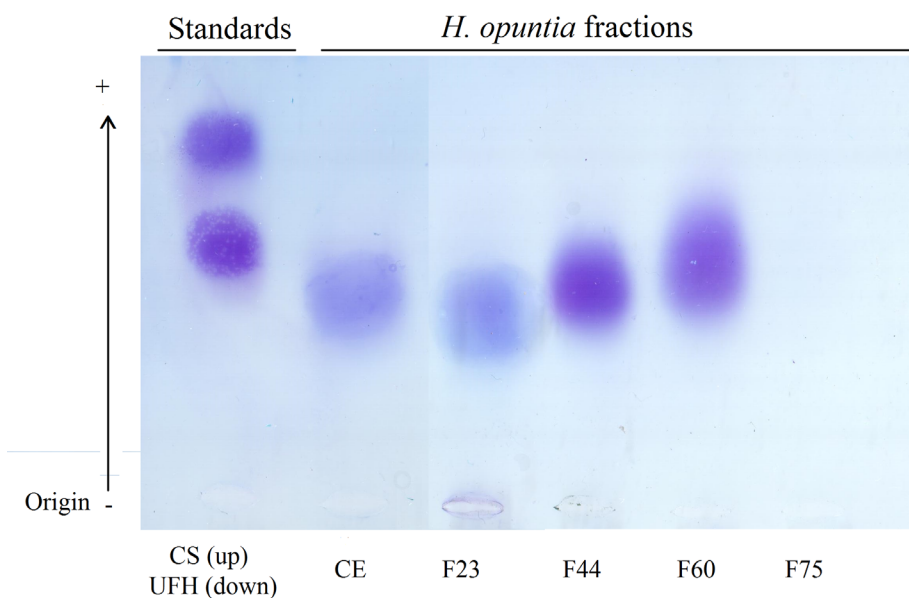 Standards
H. opuntia fractions
+
Origin -
CS (up)
UFH (down)
CE
F23
F44
F60
F75